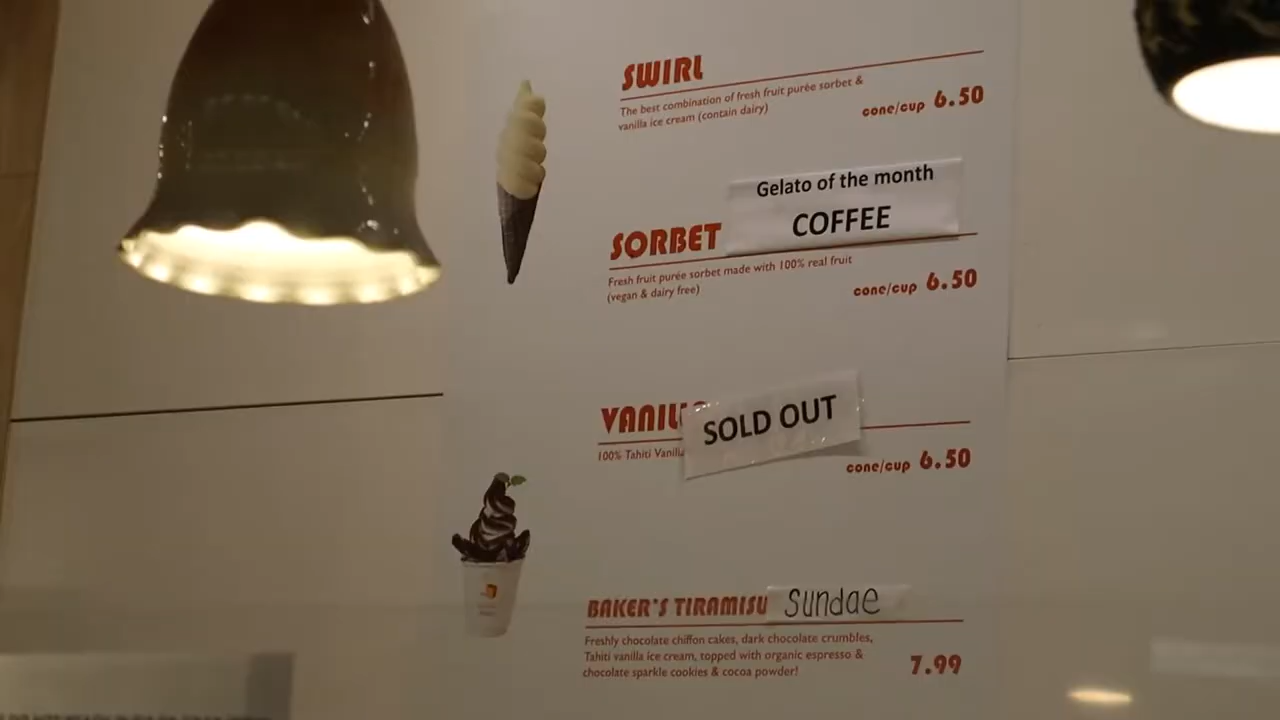 SWIRL
The best combination of fresh fruit purée sorbet &
vanilla ice cream (contain dairy)
cone/cup 6.50
Gelato of the month
COFFEE
SORBET
Fresh fruit purée sorbet made with 100% real fruit
(vegan & dairy free)
cone/cup 6.50
SOLD OUT
100% Tahiti Vanilla
cone/cup 6.50
BAKER'S TIRAMISU Sundae
Freshly chocolate chiffon cakes, dark chocolate crumbles,
Tahiti vanilla ice cream, topped with organic espresso &
chocolate sparkle cookies & cocoa powder!
7.99